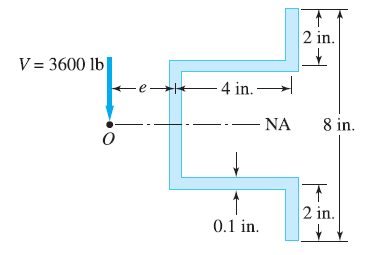 2 in.
V = 3600 lb
e
4 in.
NA
8 in.
O
0.1 in.
2 in.